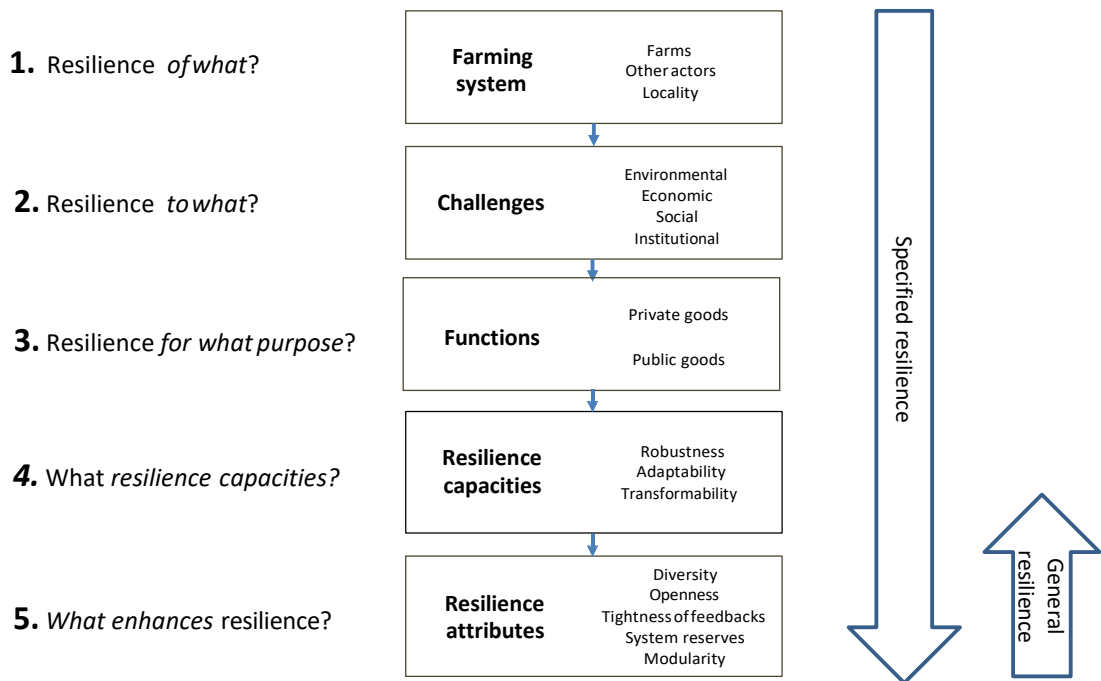 1. Resilience of what?
Farming
system
Farms
Other actors
Locality
2. Resilience to what?
Challenges
Environmental
Economic
Social
Institutional
3. Resilience for what purpose?
Functions
Private goods
Public goods
4. What resilience capacities?
Resilience
capacities
Robustness
Adaptability
Transformability
5. What enhances resilience?
Resilience
attributes
Diversity
Openness
Tightness of feedbacks
System reserves
Modularity
Specified resilience
General
resilience